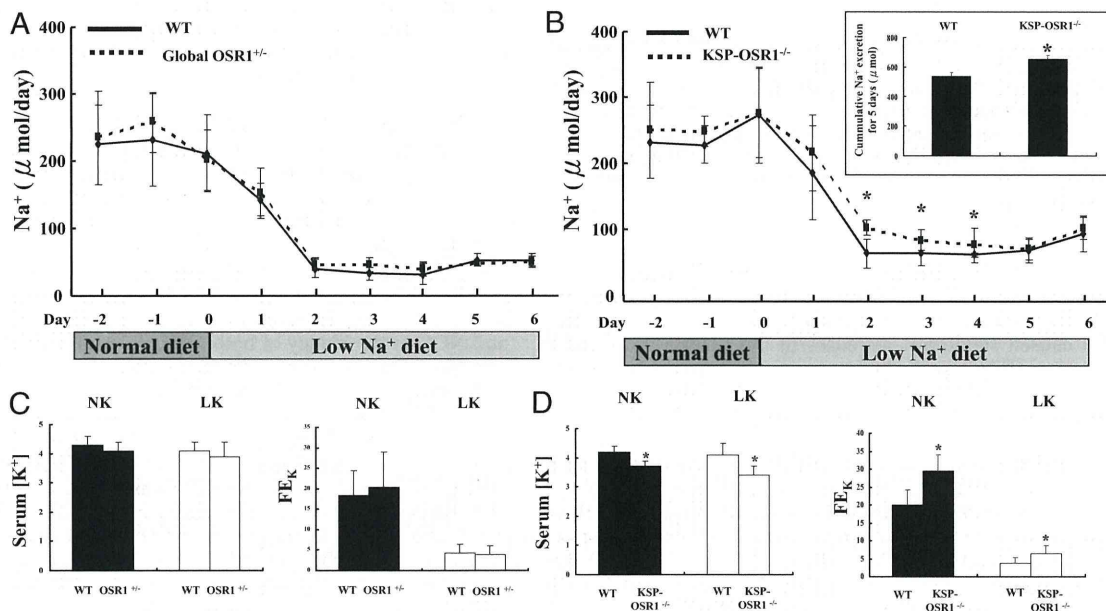 A
400
300
200
100
0
Na⁺ ( μ mol/day)
WT
Global OSR1⁺/⁻
Day -2 -1 0 1 2 3 4 5 6
Normal diet Low Na⁺ diet
B
400
300
200
100
0
Na⁺ ( μ mol/day)
WT
KSP-OSR1⁻/⁻
* * *
Day -2 -1 0 1 2 3 4 5 6
Normal diet Low Na⁺ diet
WT KSP-OSR1⁻/⁻
*
Cummulative Na⁺ excretion
for 5 days ( μ mol)
800
600
400
200
0
C
NK LK
Serum [K⁺]
5
4
3
2
1
0
WT OSR1⁺/⁻ WT OSR1⁺/⁻
NK LK
FEK
35
30
25
20
15
10
5
0
WT OSR1⁺/⁻ WT OSR1⁺/⁻
D
NK LK
Serum [K⁺]
5
4
3
2
1
0
* *
WT KSP-
OSR1⁻/⁻
WT KSP-
OSR1⁻/⁻
NK LK
FEK
40
35
30
25
20
15
10
5
0
* *
WT KSP-
OSR1⁻/⁻
WT KSP-
OSR1⁻/⁻